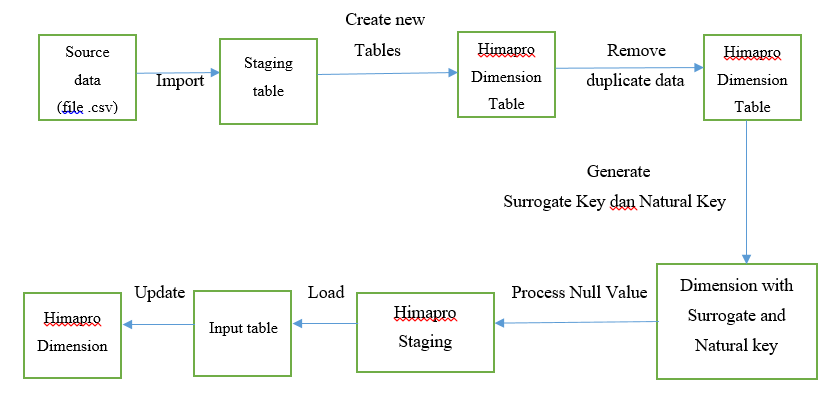 Source
data
(file .csv)
Import
Staging
table
Create new
Tables
Himapro
Dimension
Table
Remove
duplicate data
Himapro
Dimension
Table
Generate
Surrogate Key dan Natural Key
Dimension with
Surrogate and
Natural key
Process Null Value
Himapro
Staging
Load
Input table
Update
Himapro
Dimension